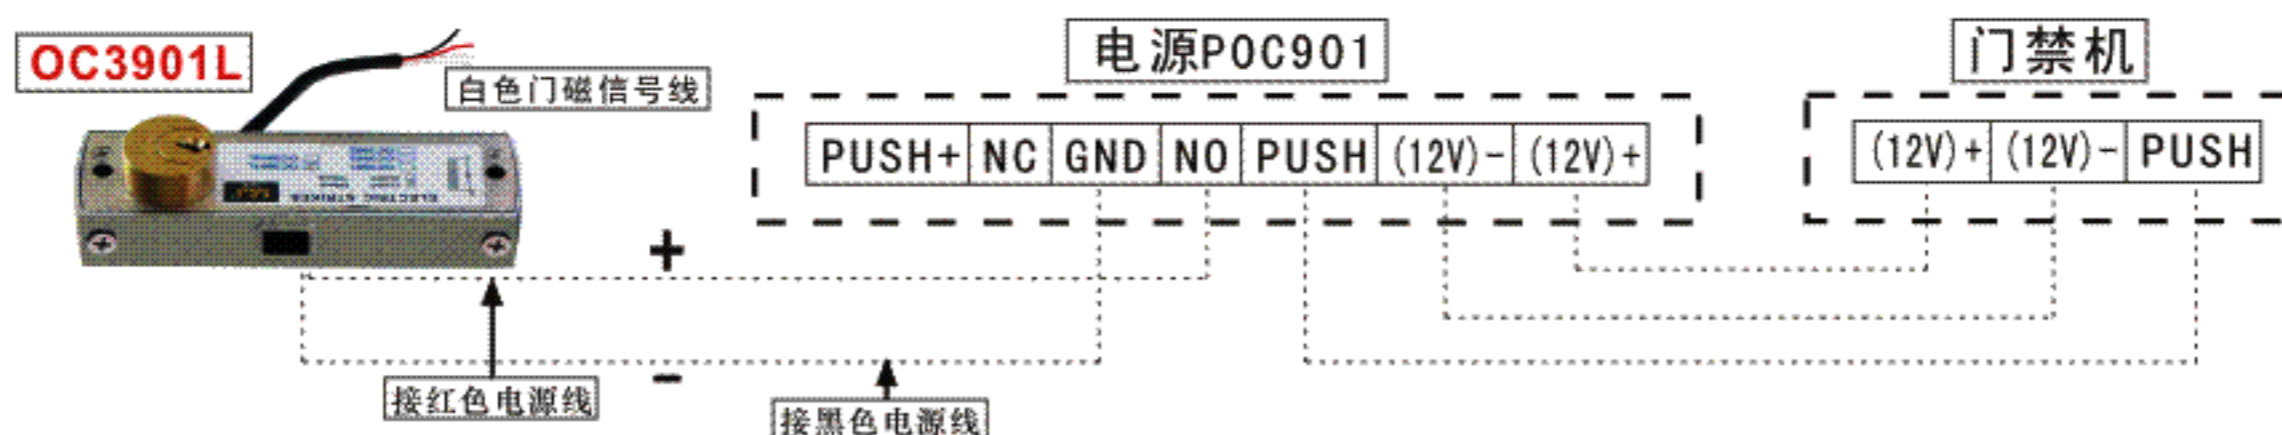 OC3901L
白色门磁信号线
ELECTRIC STRIKES
电源POC901
PUSH+ NC GND NO PUSH (12V)- (12V)+
门禁机
(12V)+ (12V)- PUSH
+
-
接红色电源线
接黑色电源线